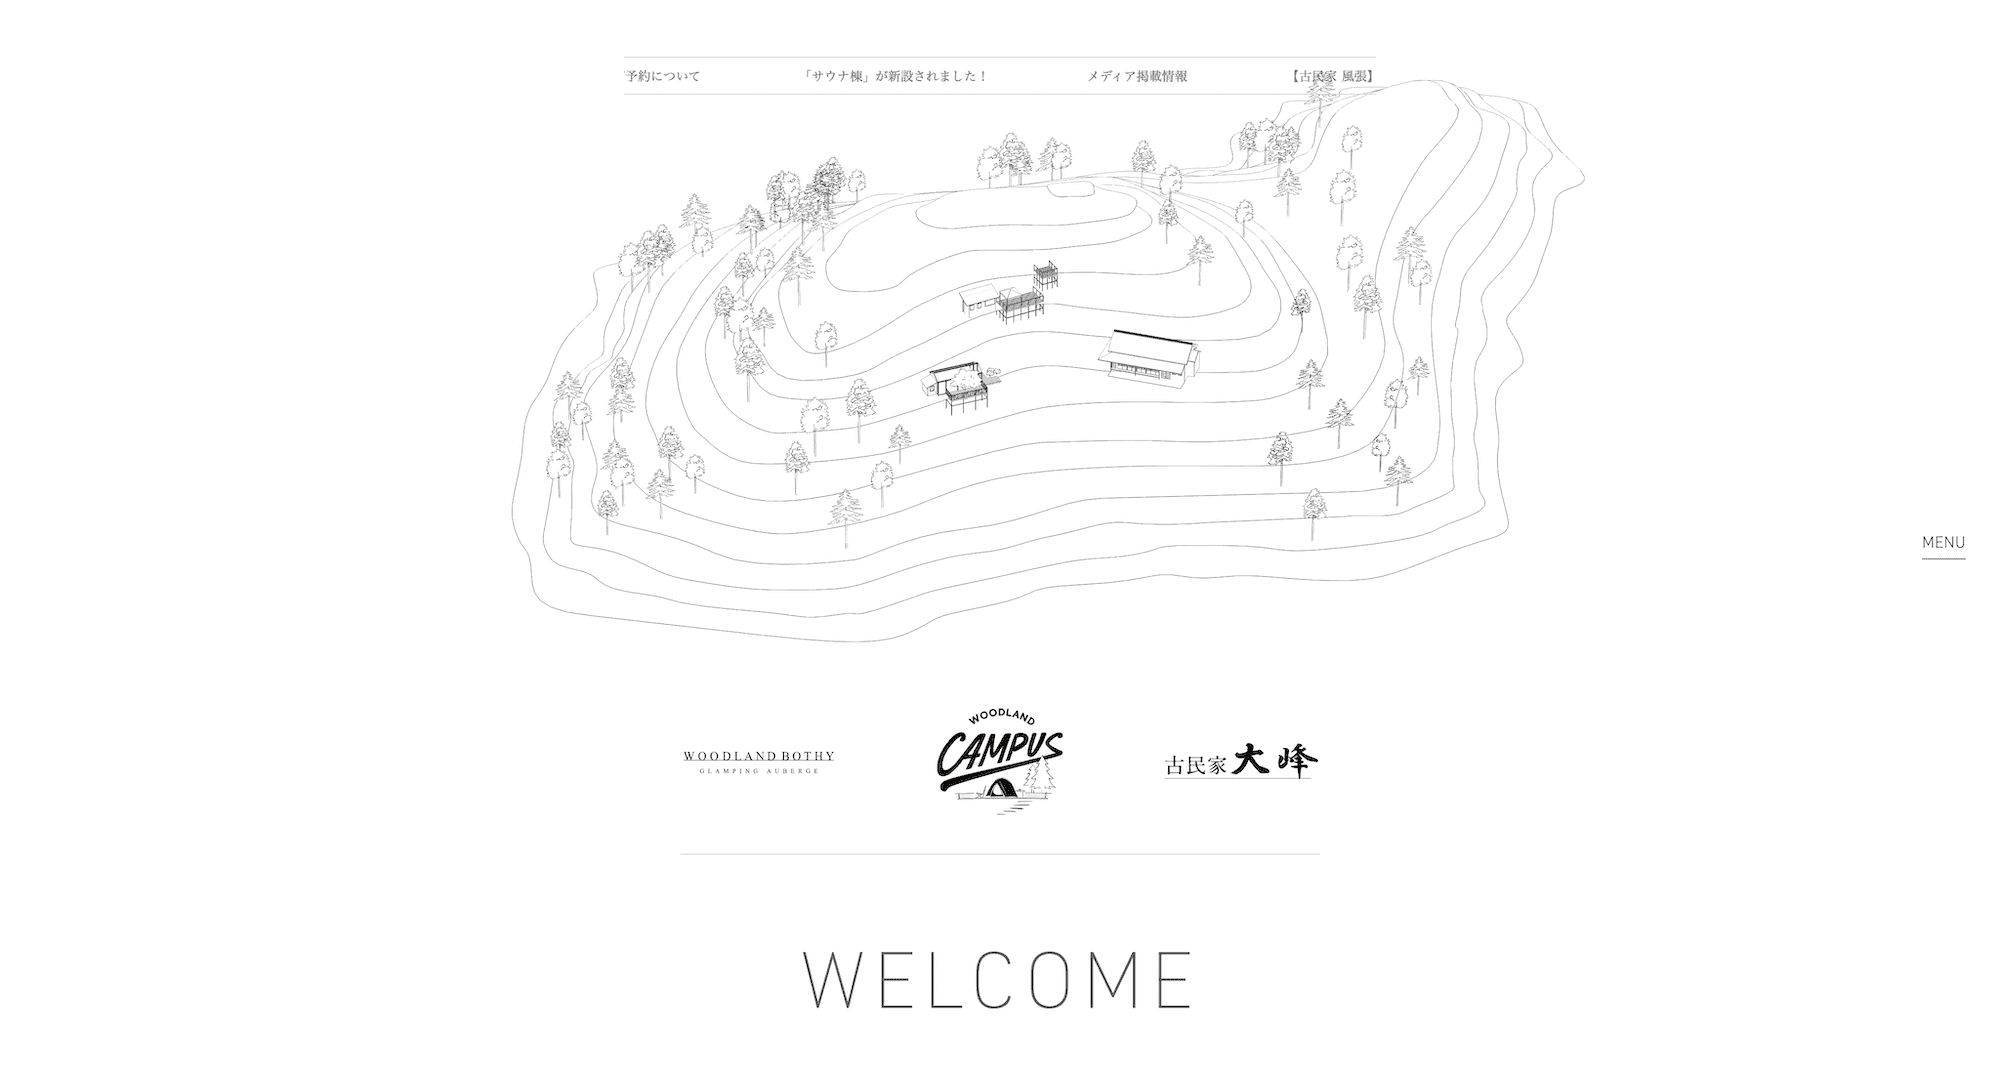 予約について 「サウナ棟」が新設されました！ メディア掲載情報 【古民家 風張】
MENU
WOODLAND BOTHY
GLAMPING AUBERGE
WOODLAND
CAMPUS
古民家 大峰
WELCOME